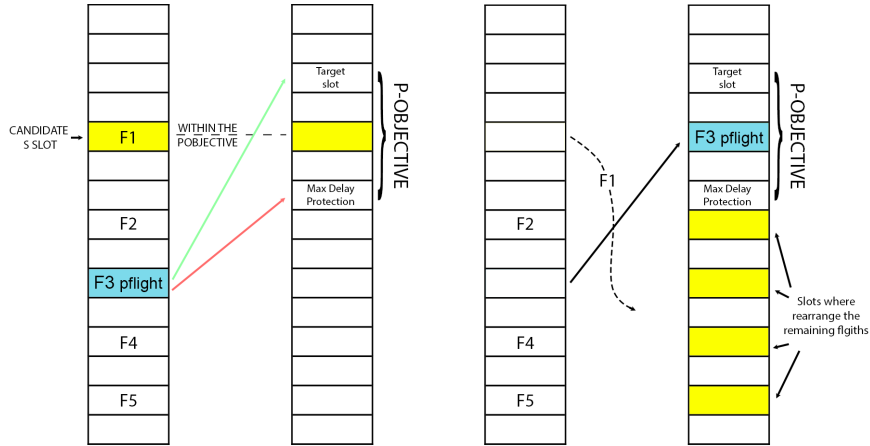 CANDIDATE
S SLOT
F1
F2
F3 pflight
F4
F5
WITHIN THE
POBJECTIVE
Target
slot
Max Delay
Protection
P-OBJECTIVE
F1
F2
F4
F5
Target
slot
F3 pflight
Max Delay
Protection
P-OBJECTIVE
Slots where
rearrange the
remaining flgiths